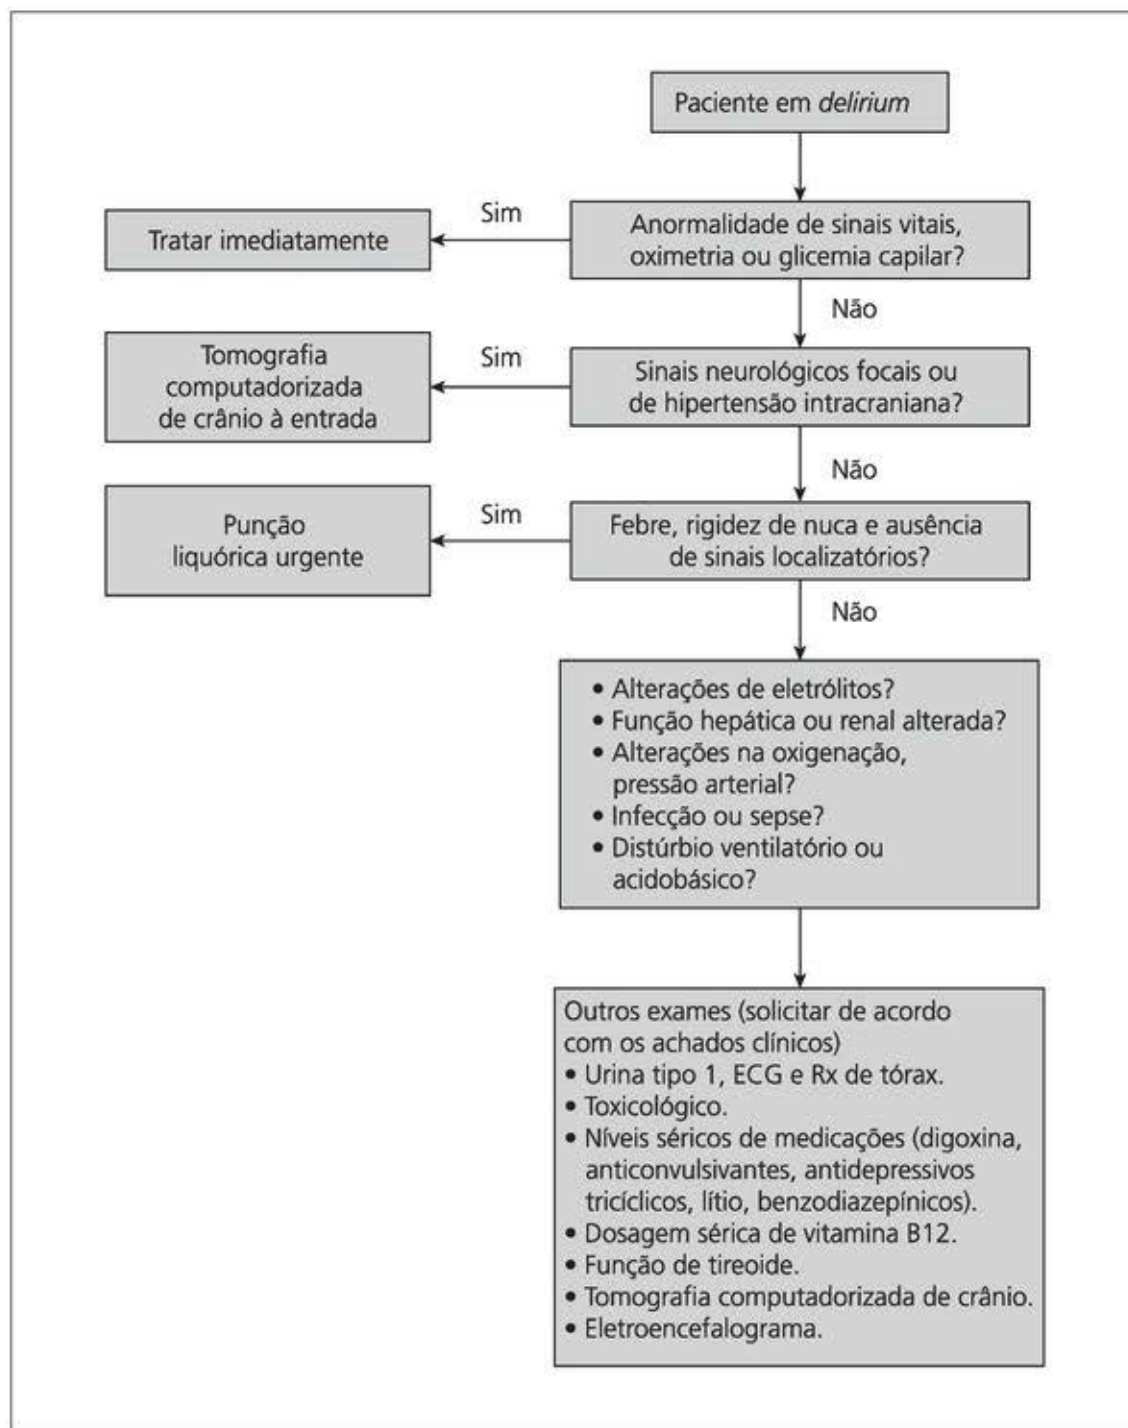 Paciente em delirium
Sim
Tratar imediatamente
Anormalidade de sinais vitais,
oximetria ou glicemia capilar?
Não
Tomografia
computadorizada
de crânio à entrada
Sim
Sinais neurológicos focais ou
de hipertensão intracraniana?
Não
Punção
liquórica urgente
Sim
Febre, rigidez de nuca e ausência
de sinais localizatórios?
Não
• Alterações de eletrólitos?
• Função hepática ou renal alterada?
• Alterações na oxigenação,
pressão arterial?
• Infecção ou sepse?
• Distúrbio ventilatório ou
acidobásico?
Outros exames (solicitar de acordo
com os achados clínicos)
• Urina tipo 1, ECG e Rx de tórax.
• Toxicológico.
• Níveis séricos de medicações (digoxina,
anticonvulsivantes, antidepressivos
tricíclicos, lítio, benzodiazepínicos).
• Dosagem sérica de vitamina B12.
• Função de tireoide.
• Tomografia computadorizada de crânio.
• Eletroencefalograma.